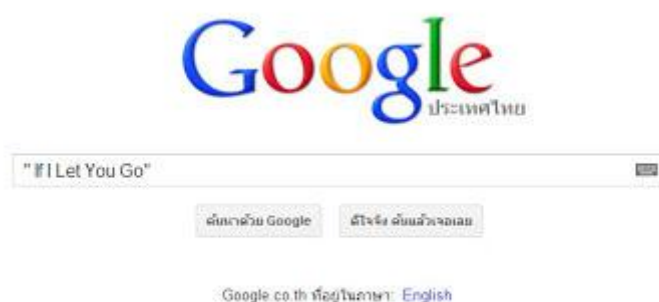 Google
ประเทศไทย
" If I Let You Go"
ค้นหาด้วย Google
ดีใจจัง ค้นแล้วเจอเลย
Google.co.th ที่อยู่ในภาษา: English